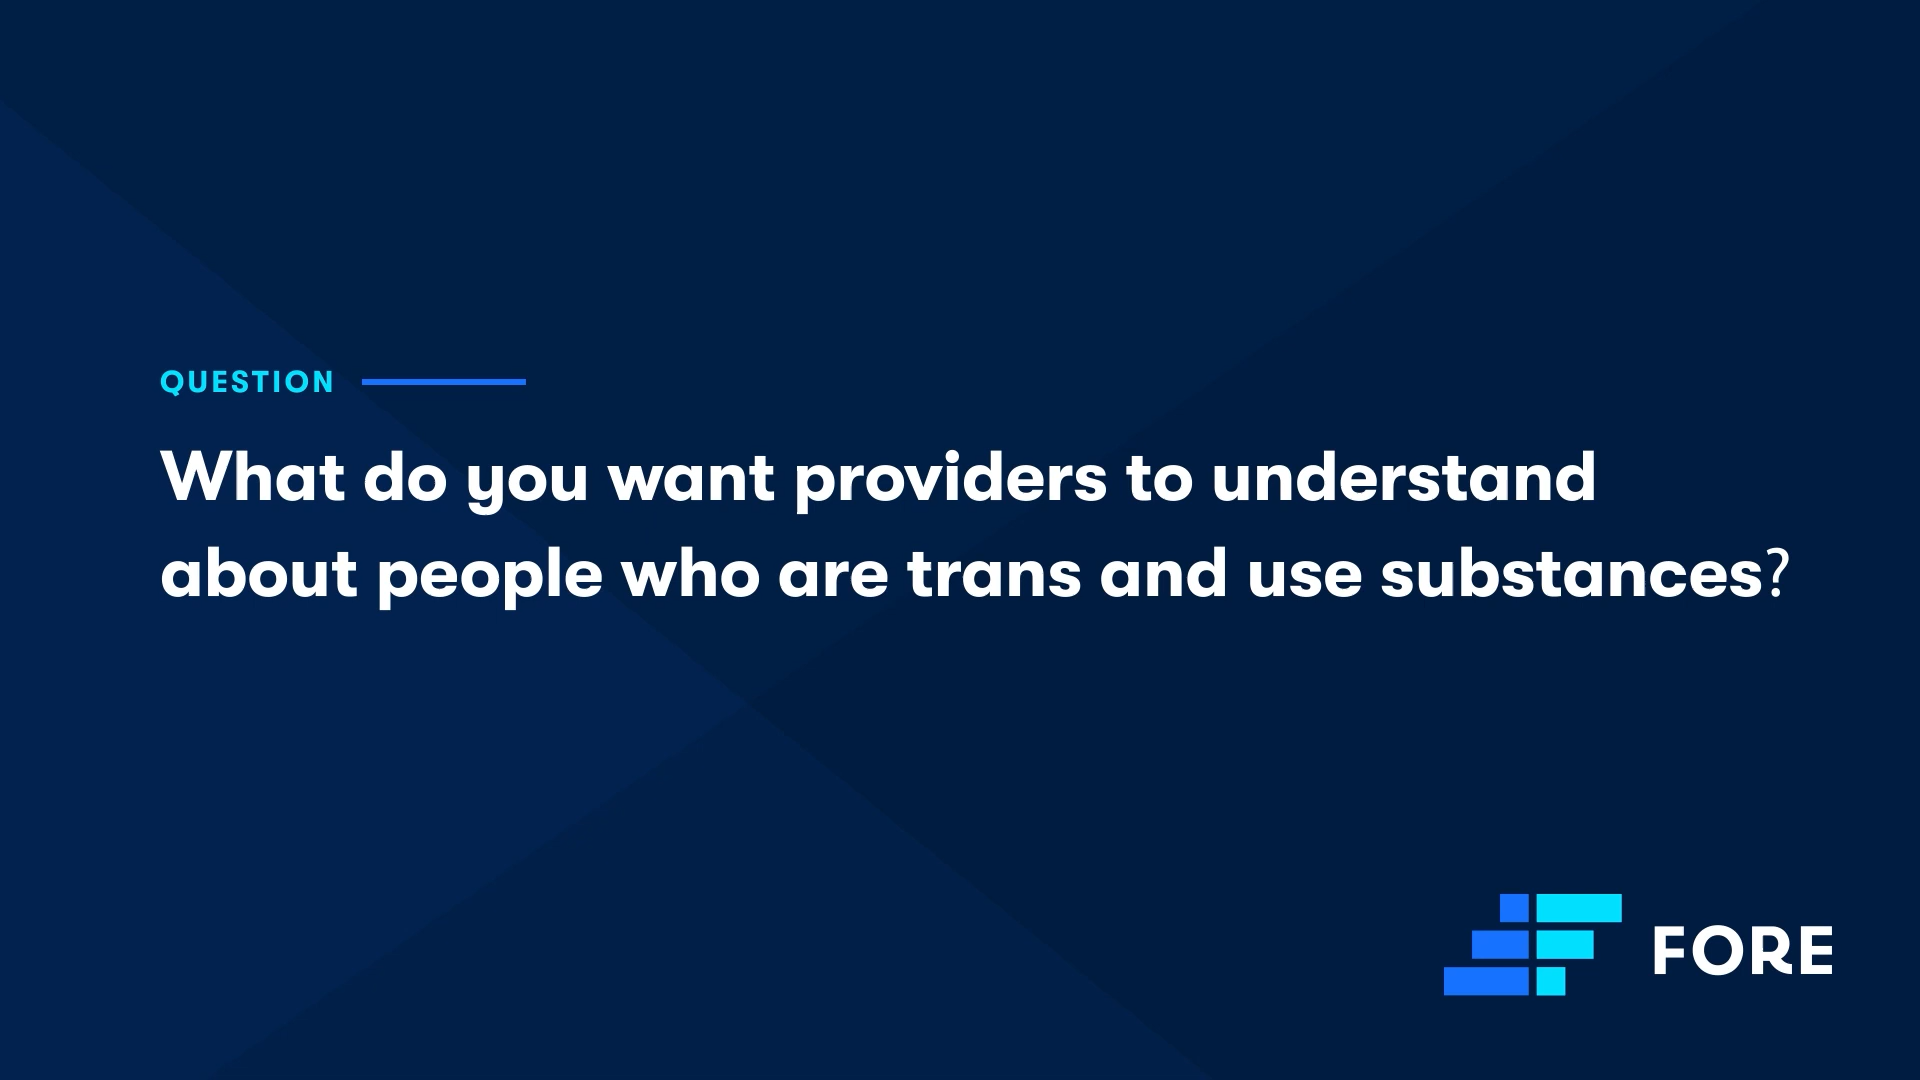 QUESTION
What do you want providers to understand
about people who are trans and use substances?
FORE